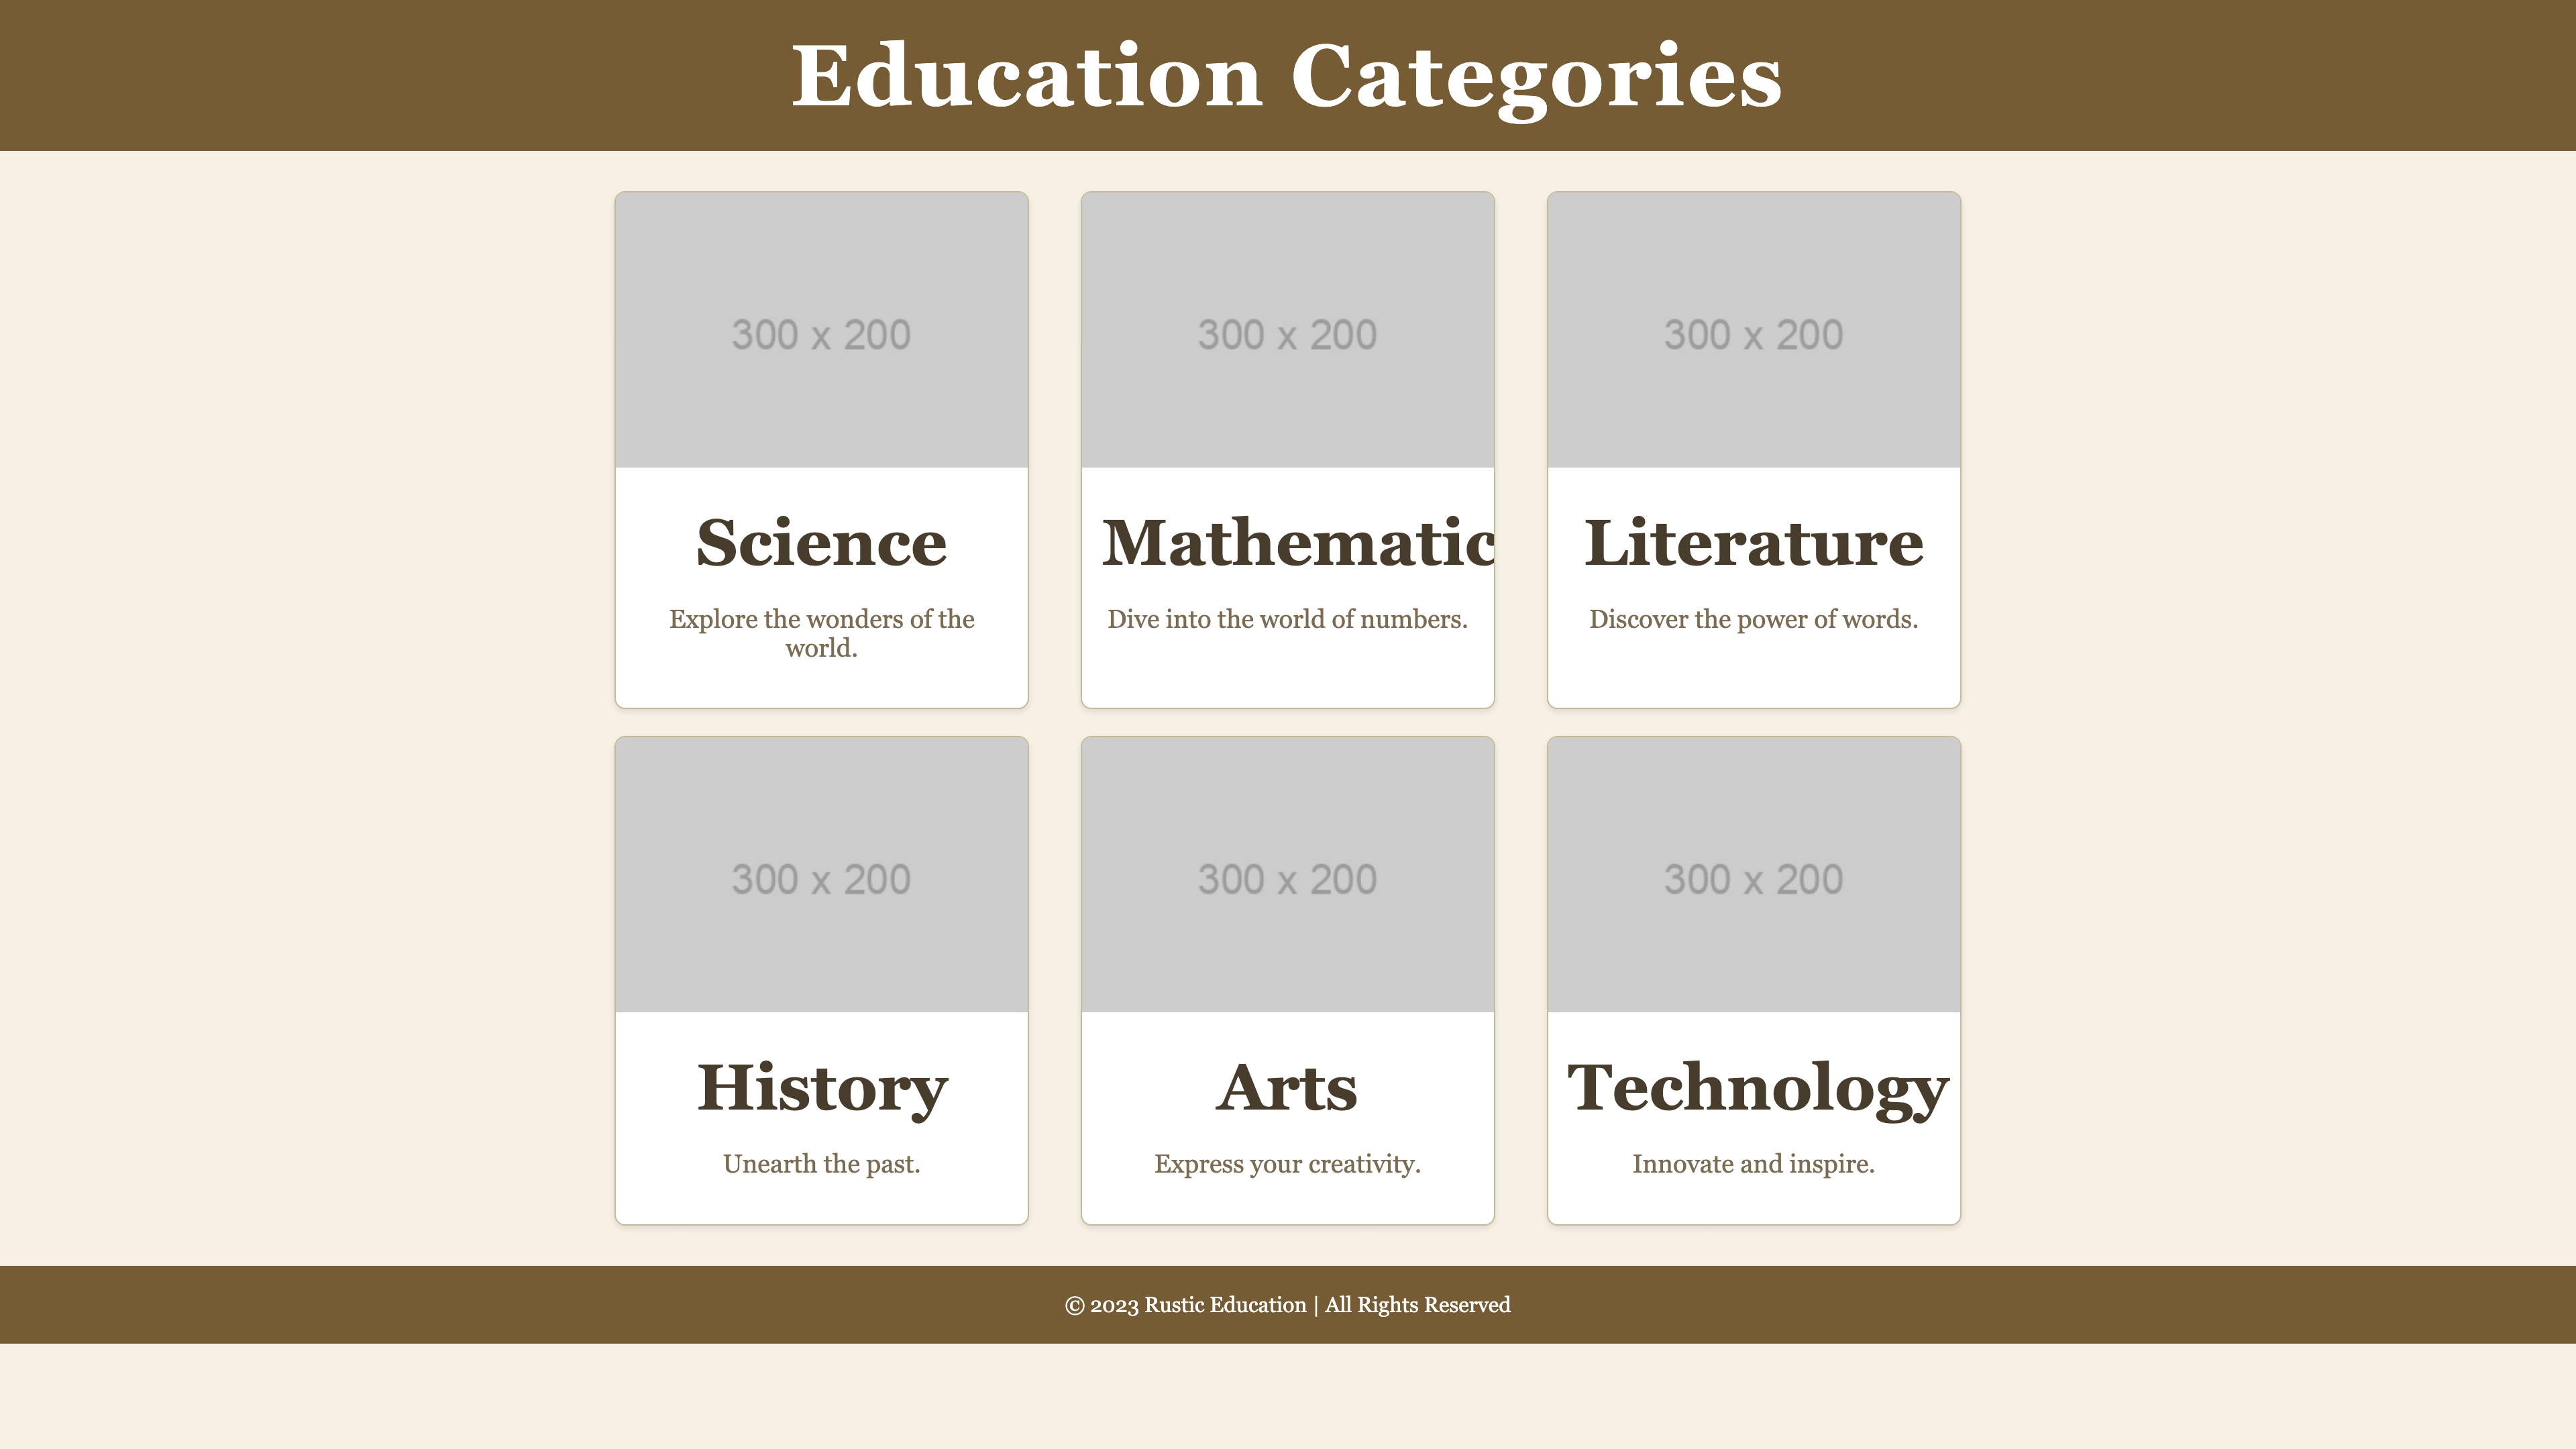 Education Categories
300 x 200
300 x 200
300 x 200
Science
Mathematic
Literature
Explore the wonders of the
world.
Dive into the world of numbers.
Discover the power of words.
300 x 200
300 x 200
300 x 200
History
Arts
Technology
Unearth the past.
Express your creativity.
Innovate and inspire.
© 2023 Rustic Education | All Rights Reserved